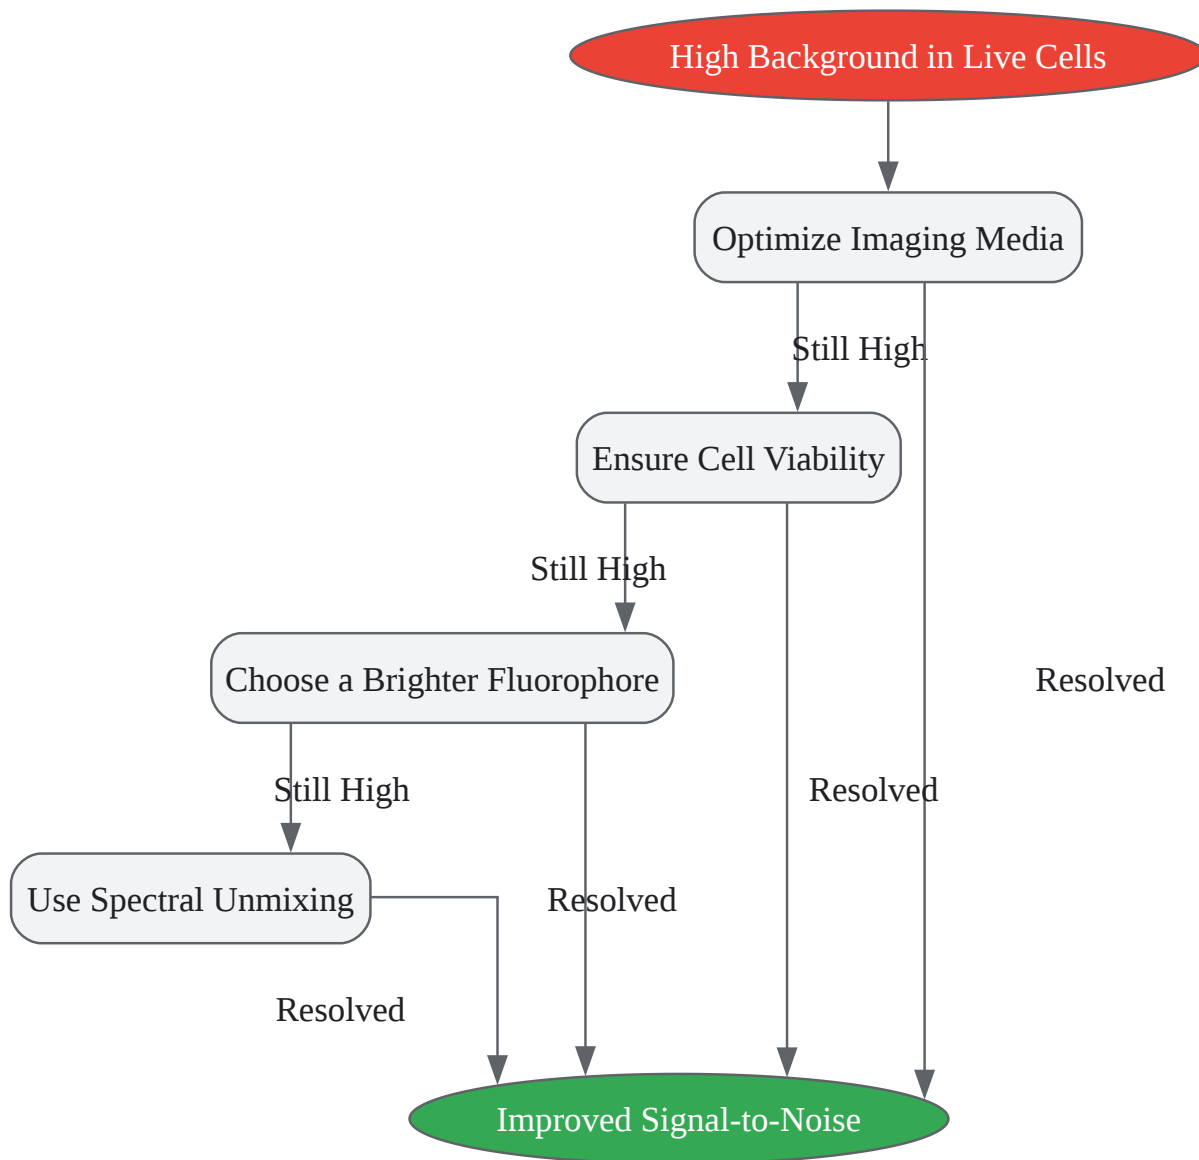 High Background in Live Cells
Optimize Imaging Media
Still High
Ensure Cell Viability
Still High
Choose a Brighter Fluorophore
Resolved
Still High
Resolved
Use Spectral Unmixing
Resolved
Resolved
Improved Signal-to-Noise